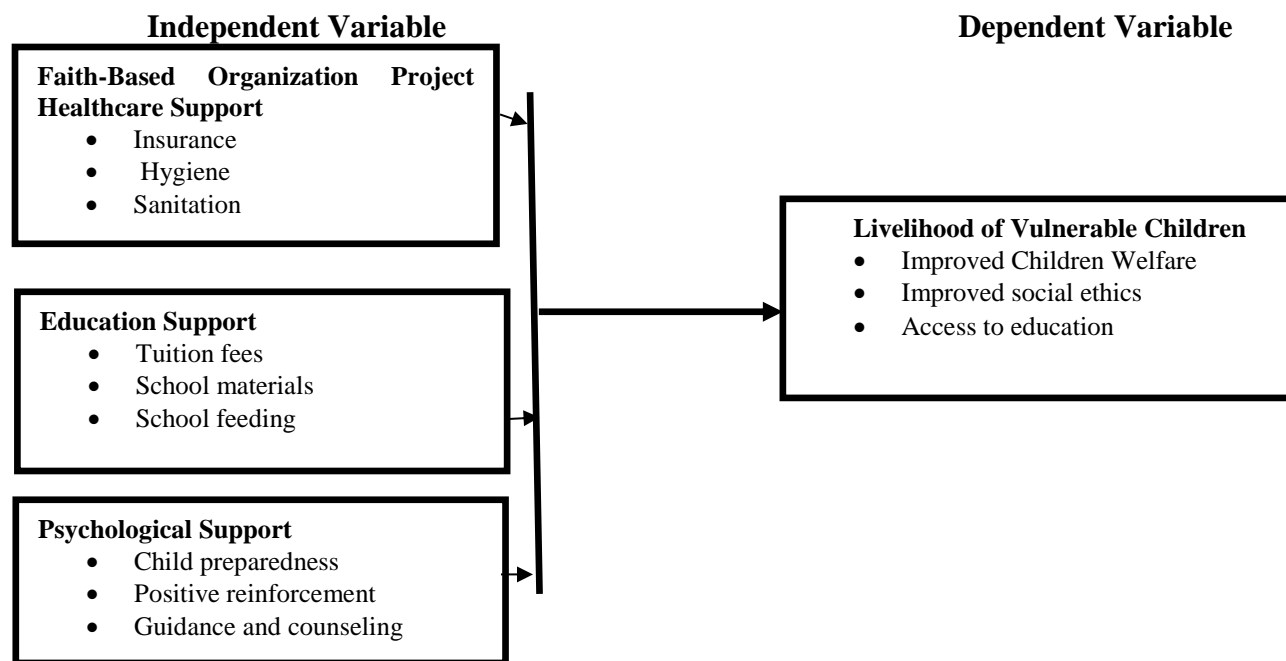 Independent Variable
Dependent Variable
Faith-Based Organization Project
Healthcare Support
• Insurance
• Hygiene
• Sanitation
Livelihood of Vulnerable Children
• Improved Children Welfare
• Improved social ethics
• Access to education
Education Support
• Tuition fees
• School materials
• School feeding
Psychological Support
• Child preparedness
• Positive reinforcement
• Guidance and counseling